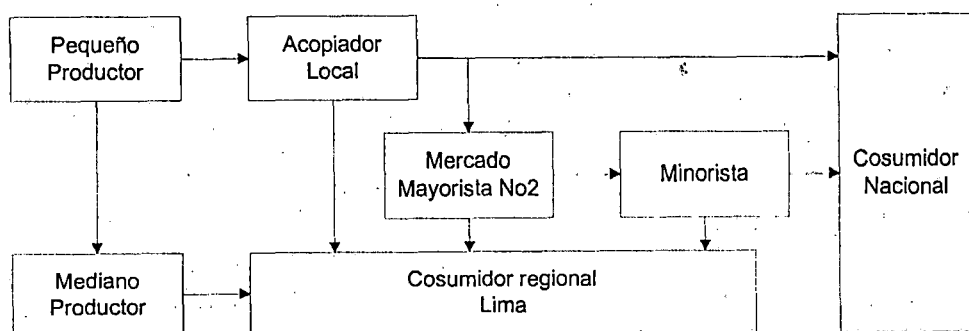 Pequeño
Productor
Acopiador
Local
Mercado
Mayorista No2
Minorista
Cosumidor
Nacional
Mediano
Productor
Cosumidor regional
Lima